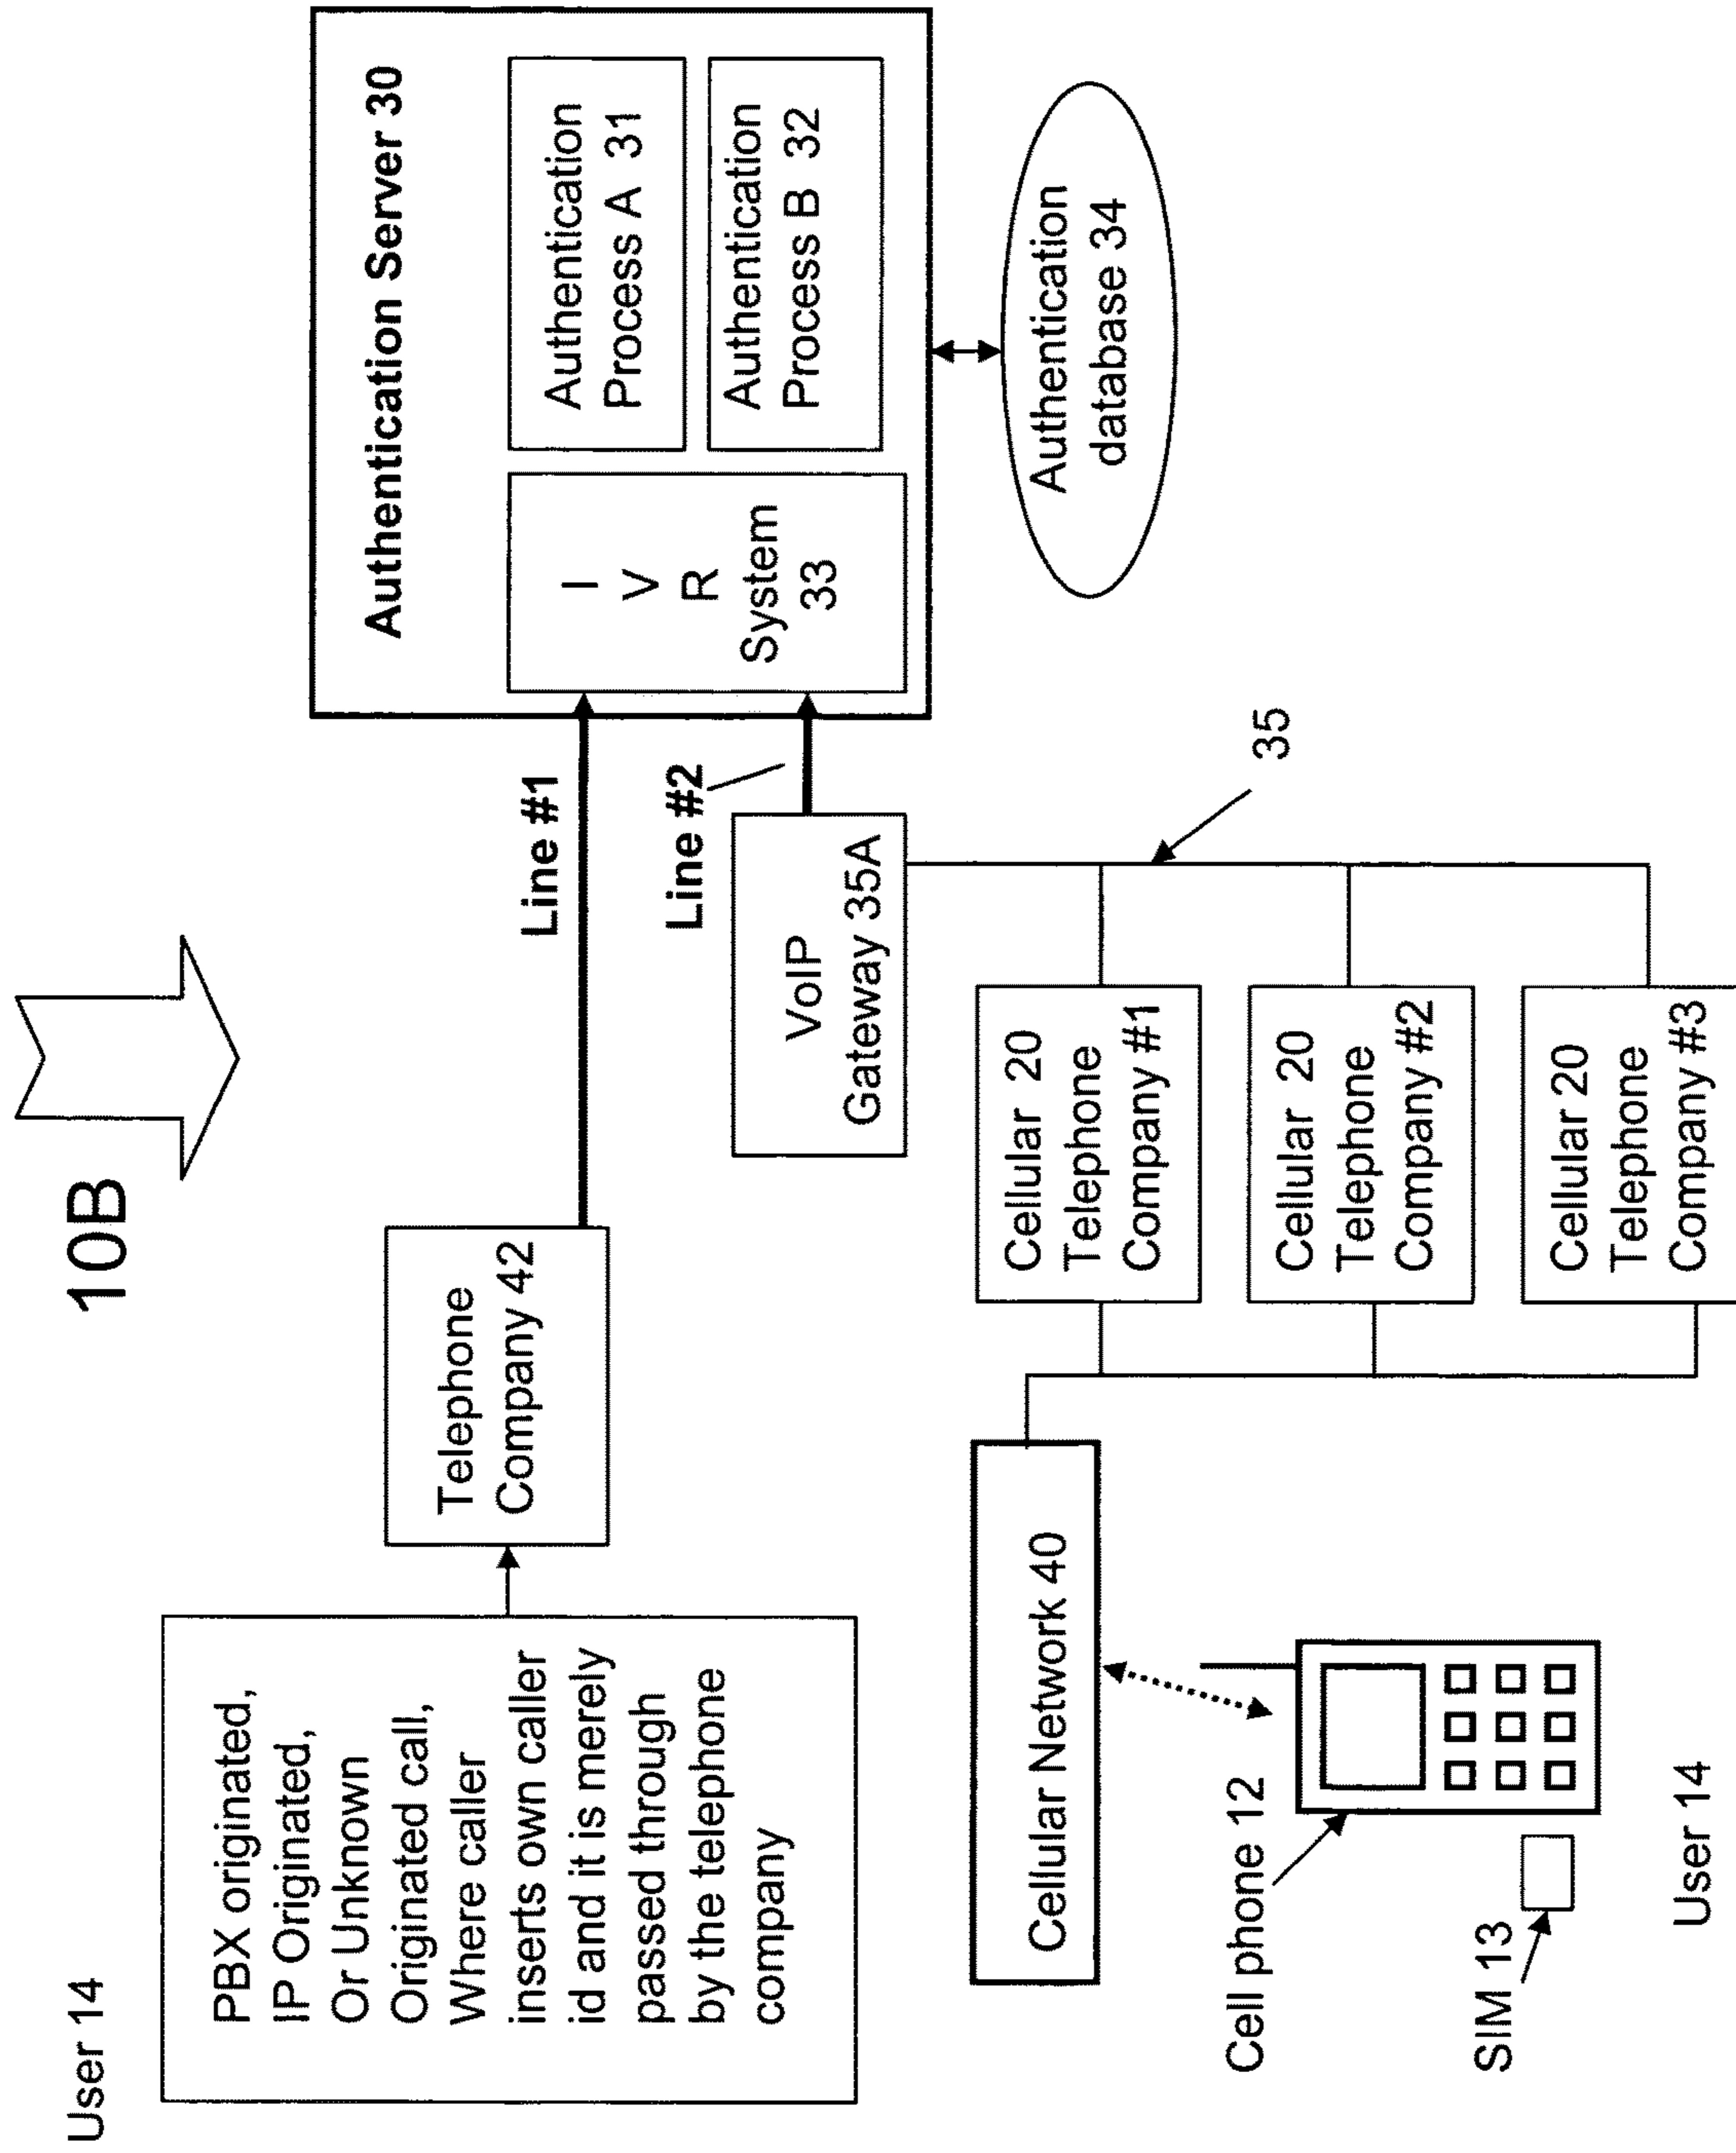 10B
User 14
PBX originated,
IP Originated,
Or Unknown
Originated call,
Where caller
inserts own caller
id and it is merely
passed through
by the telephone
company
Telephone
Company 42
Line #1
Line #2
Authentication Server 30
I
V
R
System
33
Authentication
Process A 31
Authentication
Process B 32
Authentication
database 34
VoIP
Gateway 35A
35
Cellular 20
Telephone
Company #1
Cellular 20
Telephone
Company #2
Cellular 20
Telephone
Company #3
Cellular Network 40
Cell phone 12
SIM 13
User 14